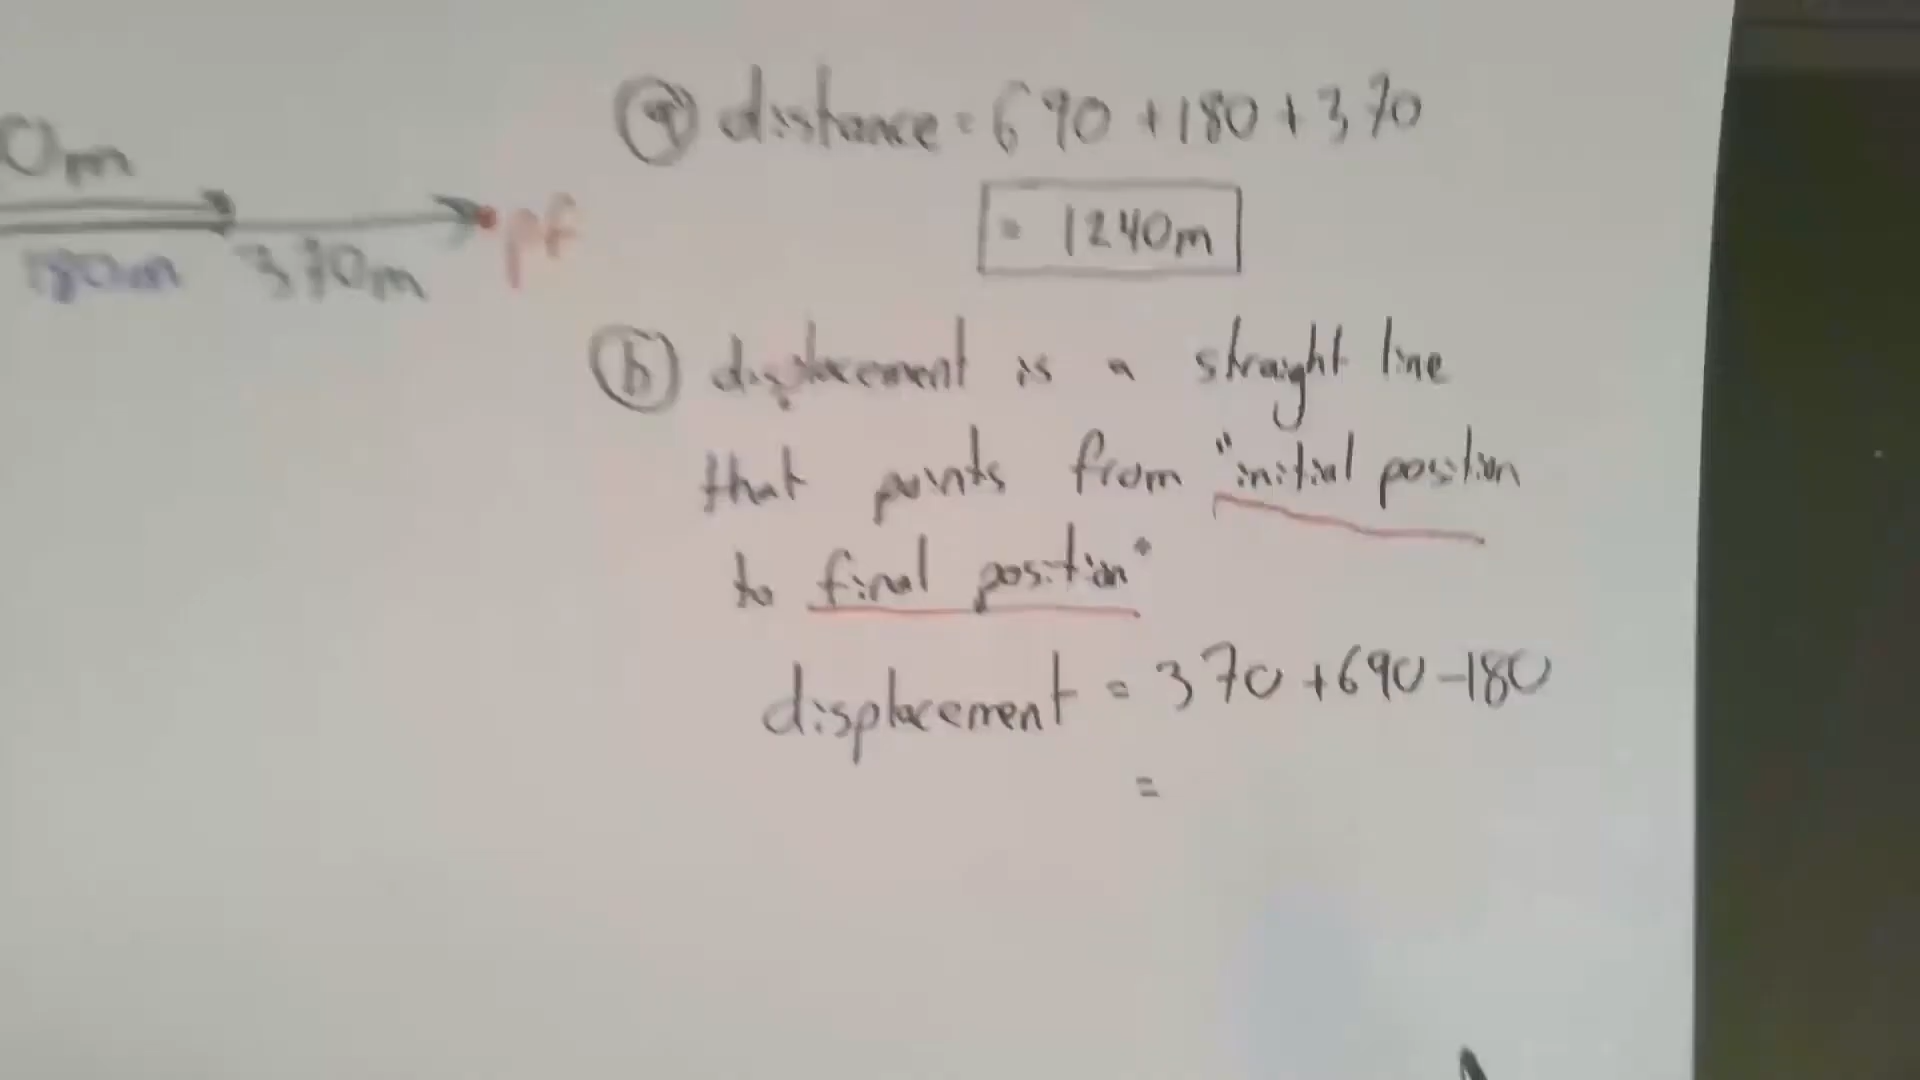 0m
180m 370m pf
(a) distance = 690 + 180 + 370
= 1240m
(b) displacement is a straight line
that points from "initial position
to final position"
displacement = 370 + 690 - 180
=